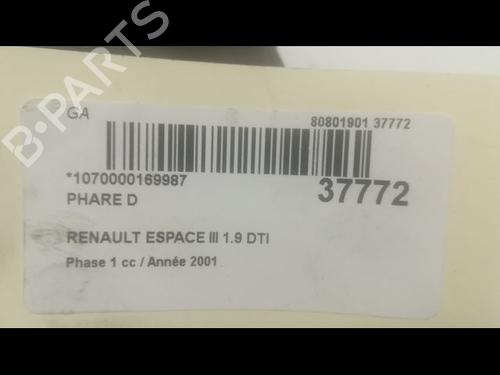 GA
80801901 37772
*1070000169987
37772
PHARE D
RENAULT ESPACE III 1.9 DTI
Phase 1 cc / Année 2001
B-PARTS